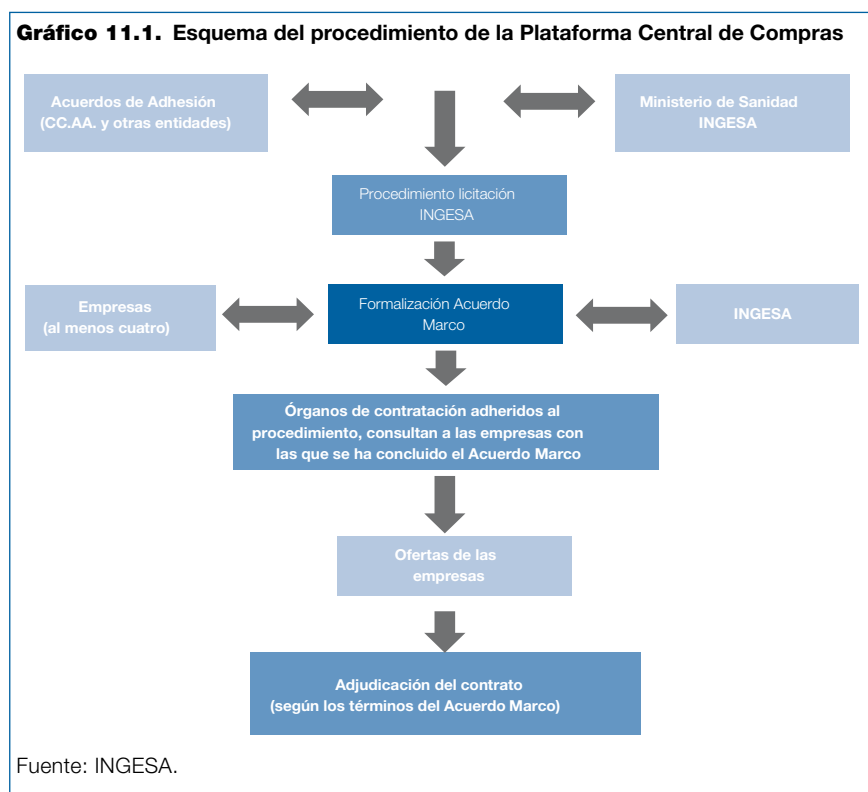 Gráfico 11.1. Esquema del procedimiento de la Plataforma Central de Compras
Acuerdos de Adhesión
(CC.AA. y otras entidades)
Ministerio de Sanidad
INGESA
Procedimiento licitación
INGESA
Empresas
(al menos cuatro)
Formalización Acuerdo
Marco
INGESA
Órganos de contratación adheridos al
procedimiento, consultan a las empresas con
las que se ha concluido el Acuerdo Marco
Ofertas de las
empresas
Adjudicación del contrato
(según los términos del Acuerdo Marco)
Fuente: INGESA.